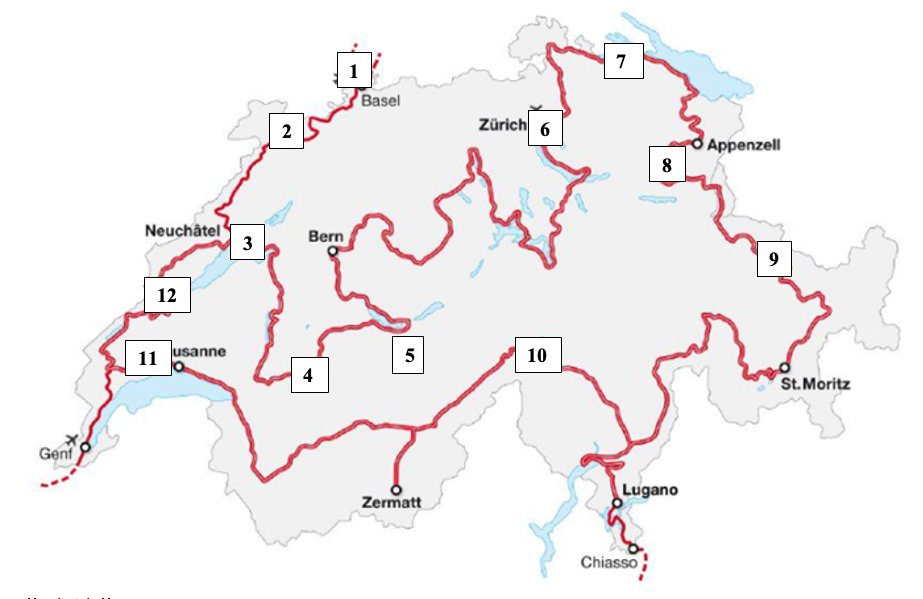 1
Basel
7
2
Zürich
6
Appenzell
8
Neuchâtel
3
Bern
9
12
5
10
11
usanne
4
St.Moritz
Genf
Zermatt
Lugano
Chiasso